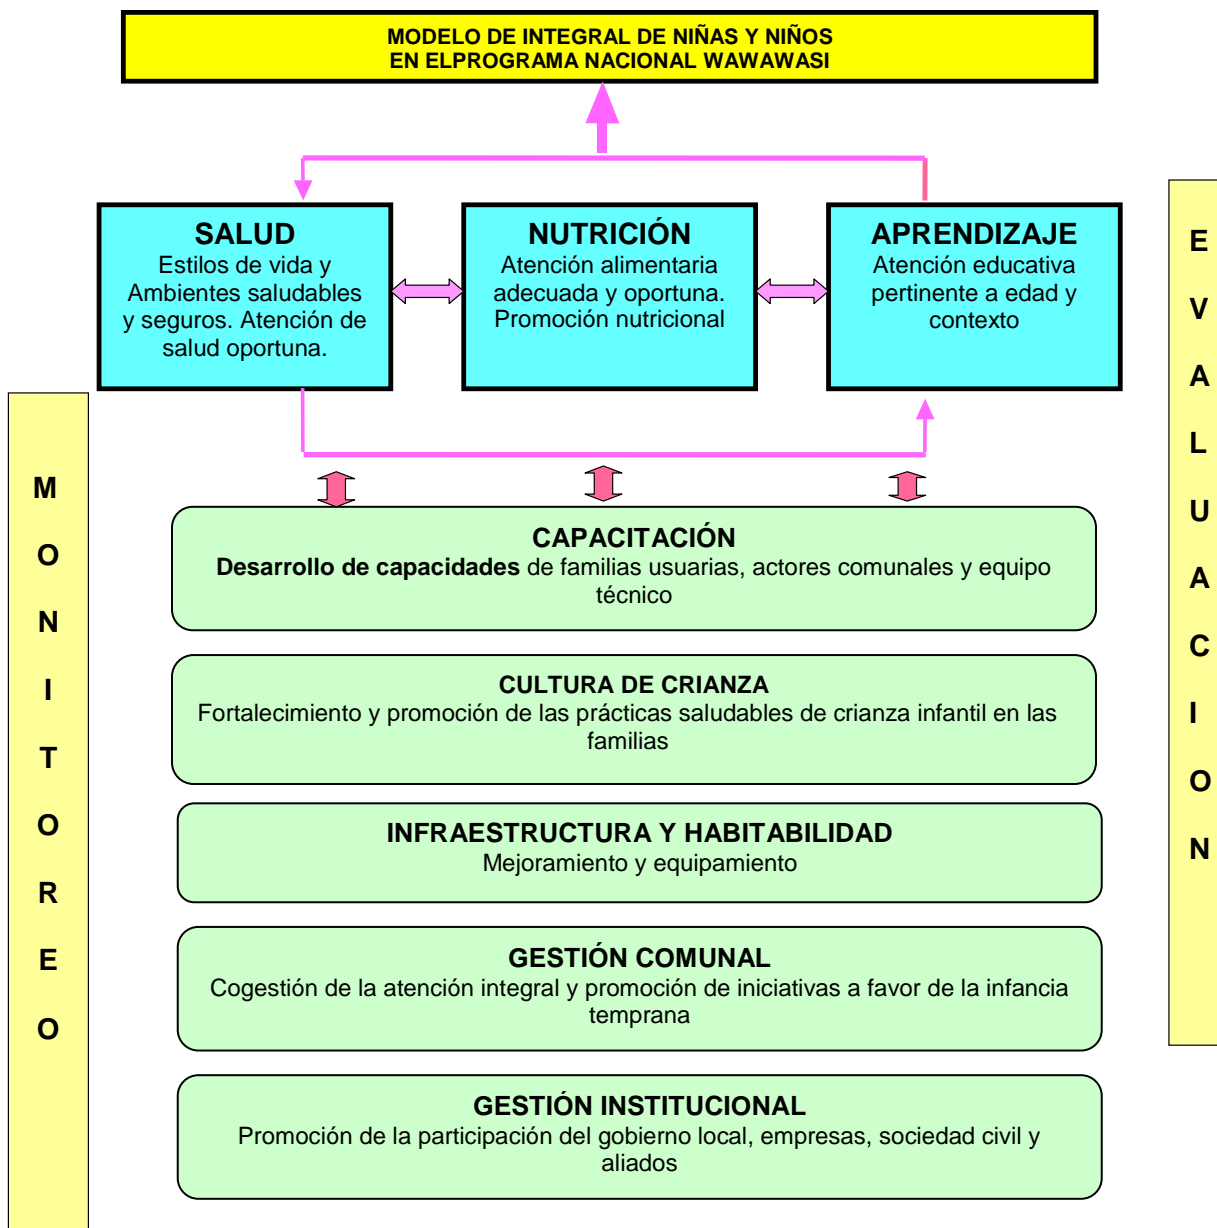 MODELO DE INTEGRAL DE NIÑAS Y NIÑOS
EN ELPROGRAMA NACIONAL WAWAWASI
SALUD
Estilos de vida y
Ambientes saludables
y seguros. Atención de
salud oportuna.
NUTRICIÓN
Atención alimentaria
adecuada y oportuna.
Promoción nutricional
APRENDIZAJE
Atención educativa
pertinente a edad y
contexto
M
O
N
I
T
O
R
E
O
CAPACITACIÓN
Desarrollo de capacidades de familias usuarias, actores comunales y equipo
técnico
CULTURA DE CRIANZA
Fortalecimiento y promoción de las prácticas saludables de crianza infantil en las
familias
INFRAESTRUCTURA Y HABITABILIDAD
Mejoramiento y equipamiento
GESTIÓN COMUNAL
Cogestión de la atención integral y promoción de iniciativas a favor de la infancia
temprana
GESTIÓN INSTITUCIONAL
Promoción de la participación del gobierno local, empresas, sociedad civil y
aliados
E
V
A
L
U
A
C
I
O
N